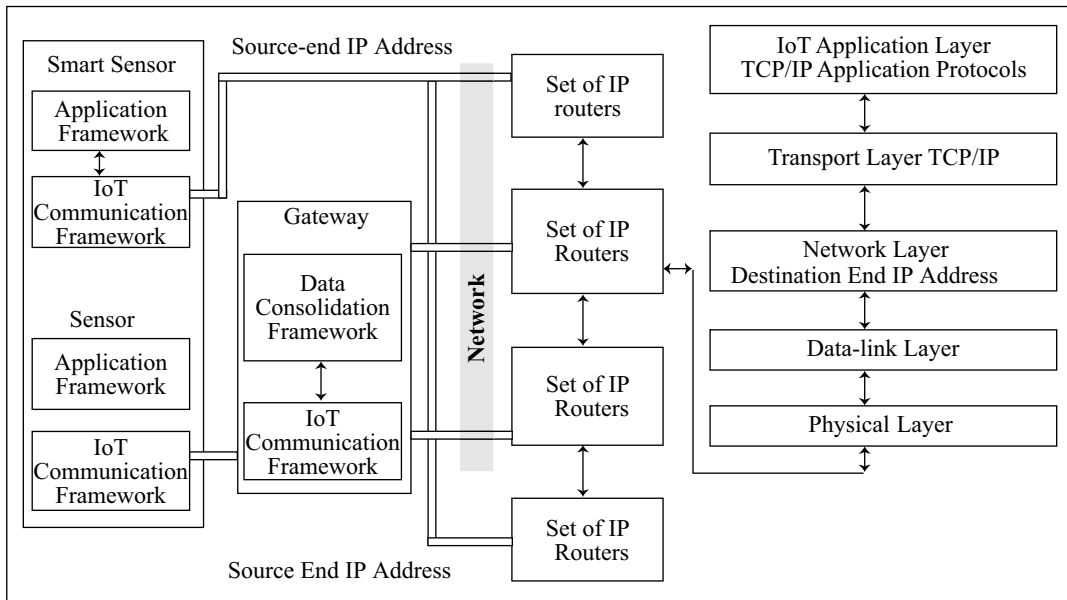 Source-end IP Address
Smart Sensor
Application
Framework
IoT
Communication
Framework
Sensor
Application
Framework
IoT
Communication
Framework
Gateway
Data
Consolidation
Framework
IoT
Communication
Framework
Source End IP Address
Network
Set of IP
routers
Set of IP
Routers
Set of IP
Routers
Set of IP
Routers
IoT Application Layer
TCP/IP Application Protocols
Transport Layer TCP/IP
Network Layer
Destination End IP Address
Data-link Layer
Physical Layer